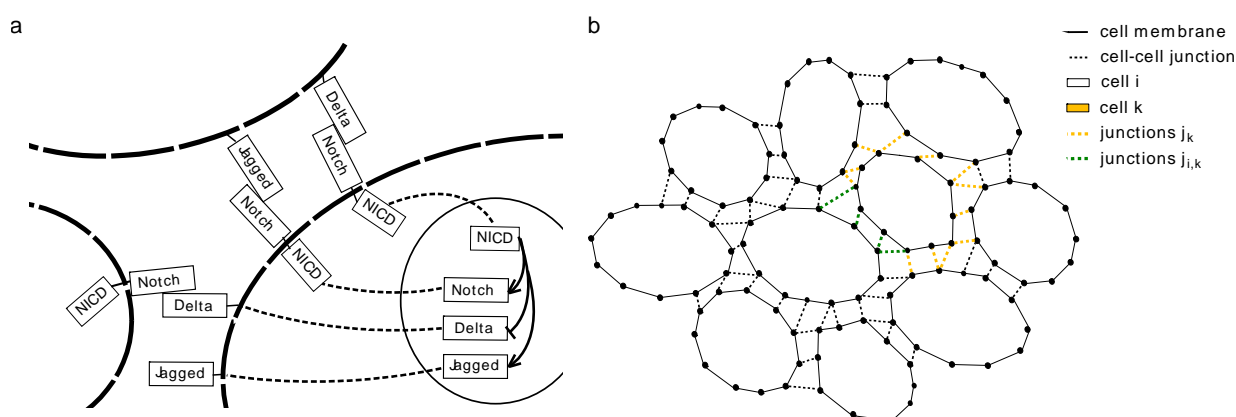 a
Delta
Notch
NICD
Jagged
Notch
NICD
NICD
Notch
Delta
Jagged
NICD
Notch
Delta
Jagged
b
cell membrane
cell-cell junction
cell i
cell k
junctions jk
junctions ji,k